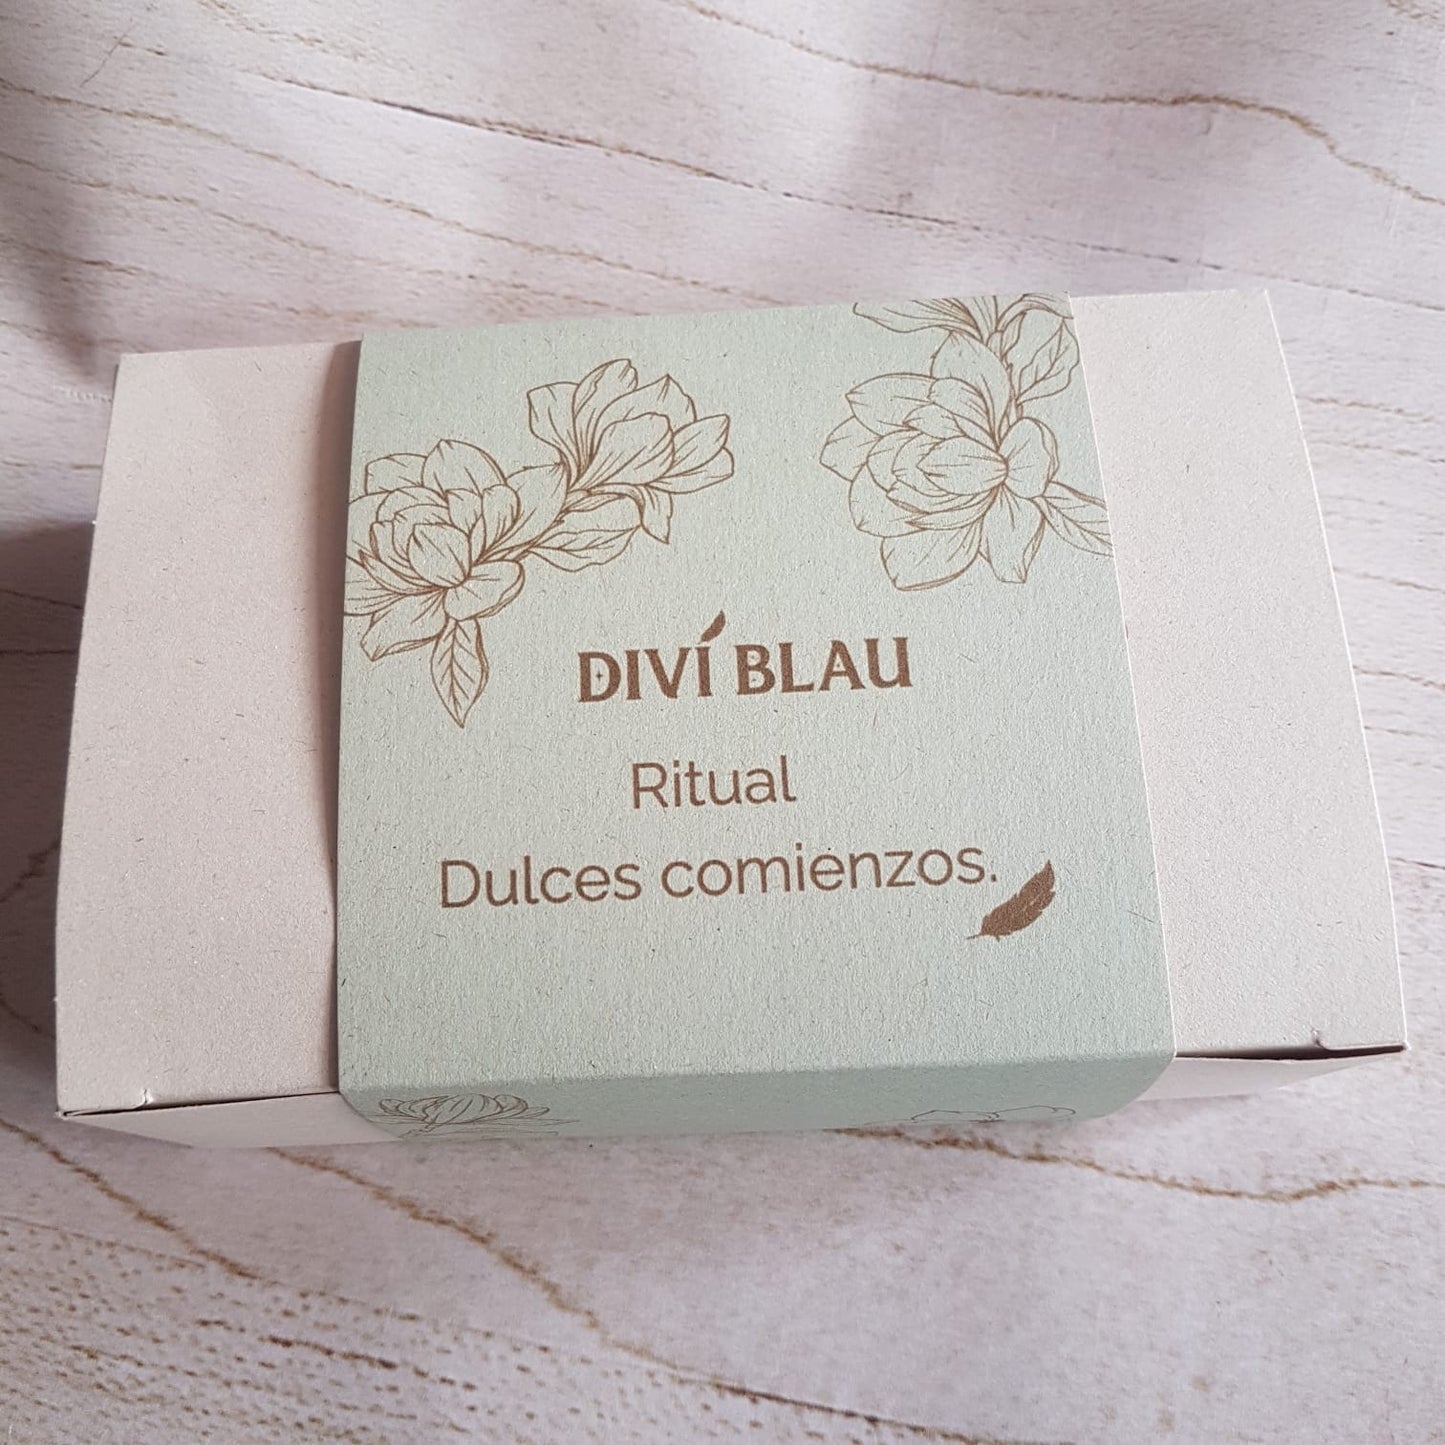 DIVÍ BLAU
Ritual
Dulces comienzos.